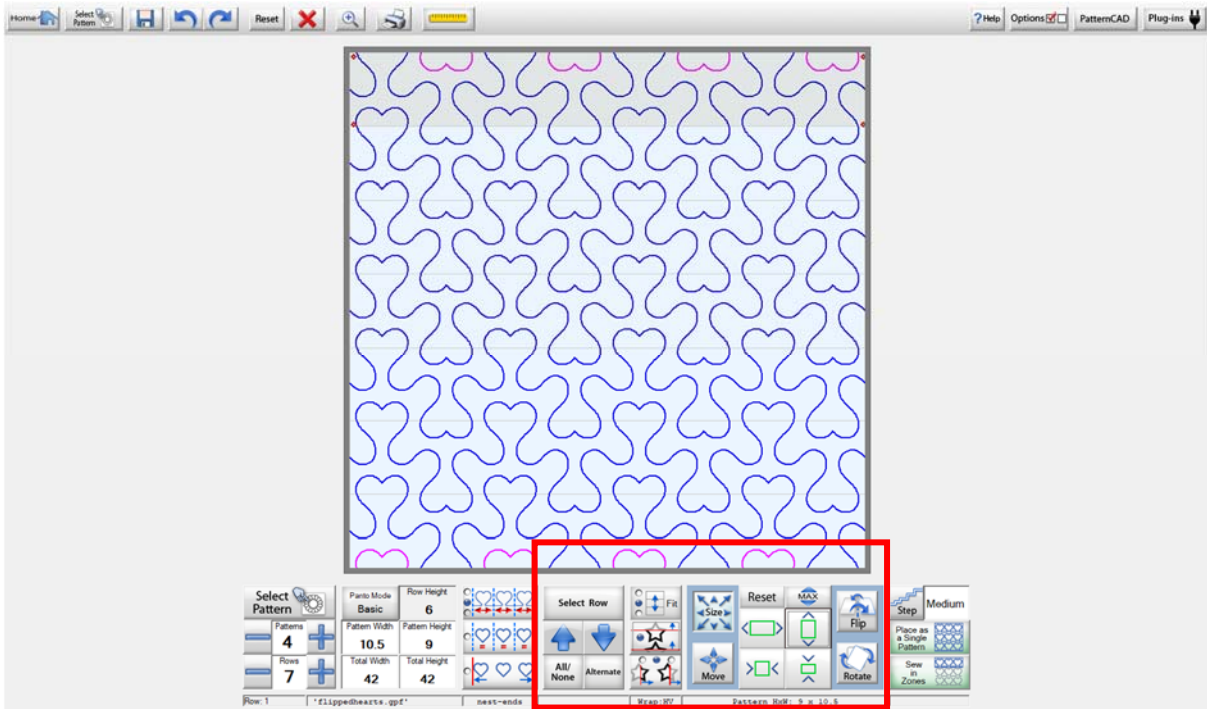 Home
Select
Pattern
Reset
?Help
Options
PatternCAD
Plug-ins
Select
Pattern
Patterns
4
Rows
7
Panto Mode
Basic
Row Height
6
Pattern Width
10.5
Pattern Height
9
Total Width
42
Total Height
42
Select Row
All/
None
Alternate
Fit
Size
Move
Reset
MAX
Flip
Rotate
Step
Medium
Place as
a Single
Pattern
Sew
in
Zones
Row: 1
'flippedhearts.gpf'
nest-ends
Wrap:HV
Pattern HxW: 9 x 10.5